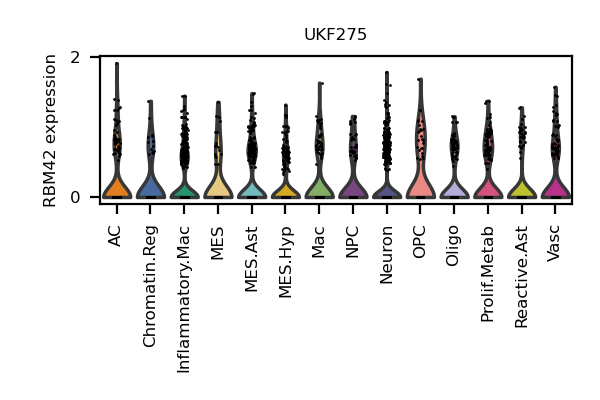 UKF275
RBM42 expression
2
0
AC
Chromatin.Reg
Inflammatory.Mac
MES
MES.Ast
MES.Hyp
Mac
NPC
Neuron
OPC
Oligo
Prolif.Metab
Reactive.Ast
Vasc